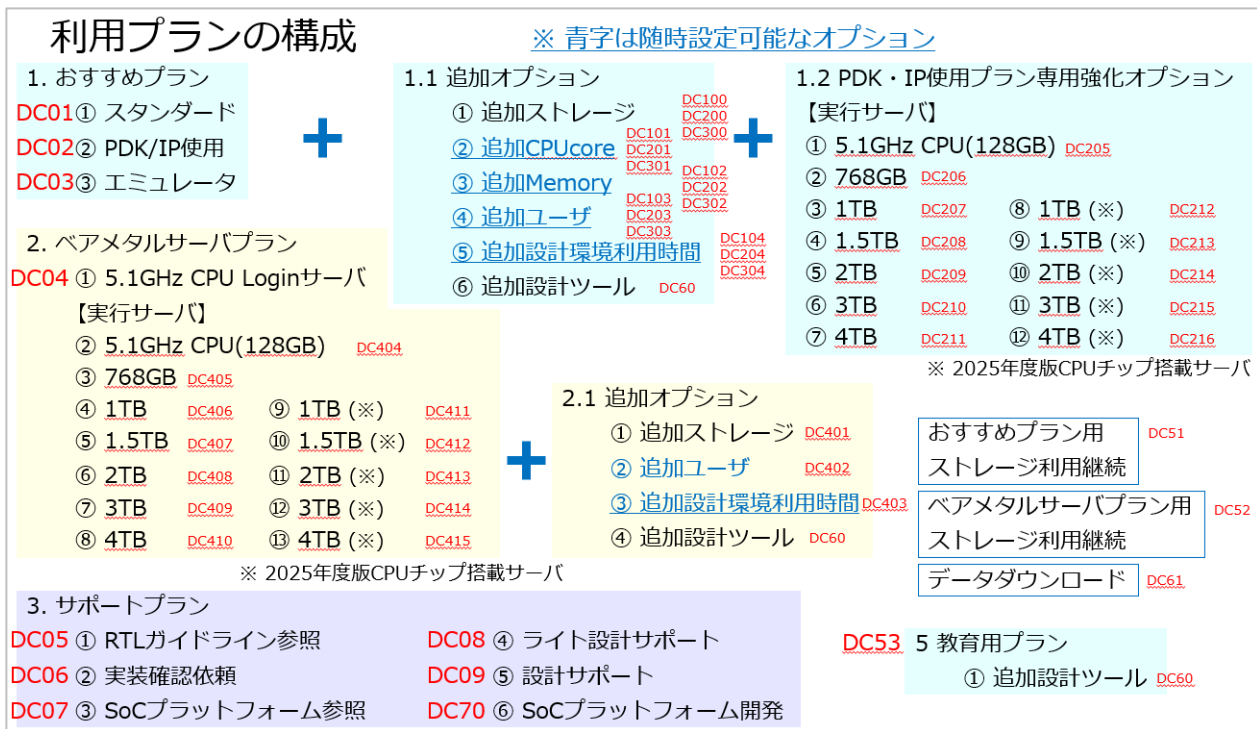 利用プランの構成
※ 青字は随時設定可能なオプション
1. おすすめプラン
DC01① スタンダード
DC02② PDK/IP使用
DC03③ エミュレータ
+
1.1 追加オプション
① 追加ストレージ DC100 DC200 DC300
② 追加CPUcore DC101 DC201 DC301
③ 追加Memory DC102 DC202 DC302
④ 追加ユーザ DC103 DC203 DC303
⑤ 追加設計環境利用時間 DC104 DC204 DC304
⑥ 追加設計ツール DC60
+
1.2 PDK・IP使用プラン専用強化オプション
【実行サーバ】
① 5.1GHz CPU(128GB) DC205
② 768GB DC206
③ 1TB DC207 ⑧ 1TB (※) DC212
④ 1.5TB DC208 ⑨ 1.5TB (※) DC213
⑤ 2TB DC209 ⑩ 2TB (※) DC214
⑥ 3TB DC210 ⑪ 3TB (※) DC215
⑦ 4TB DC211 ⑫ 4TB (※) DC216
※ 2025年度版CPUチップ搭載サーバ
2. ベアメタルサーバプラン
DC04 ① 5.1GHz CPU Loginサーバ
【実行サーバ】
② 5.1GHz CPU(128GB) DC404
③ 768GB DC405
④ 1TB DC406 ⑨ 1TB (※) DC411
⑤ 1.5TB DC407 ⑩ 1.5TB (※) DC412
⑥ 2TB DC408 ⑪ 2TB (※) DC413
⑦ 3TB DC409 ⑫ 3TB (※) DC414
⑧ 4TB DC410 ⑬ 4TB (※) DC415
※ 2025年度版CPUチップ搭載サーバ
+
2.1 追加オプション
① 追加ストレージ DC401
② 追加ユーザ DC402
③ 追加設計環境利用時間 DC403
④ 追加設計ツール DC60
おすすめプラン用 DC51
ストレージ利用継続
ベアメタルサーバプラン用 DC52
ストレージ利用継続
データダウンロード DC61
3. サポートプラン
DC05 ① RTLガイドライン参照
DC06 ② 実装確認依頼
DC07 ③ SoCプラットフォーム参照
DC08 ④ ライト設計サポート
DC09 ⑤ 設計サポート
DC70 ⑥ SoCプラットフォーム開発
DC53 5 教育用プラン
① 追加設計ツール DC60